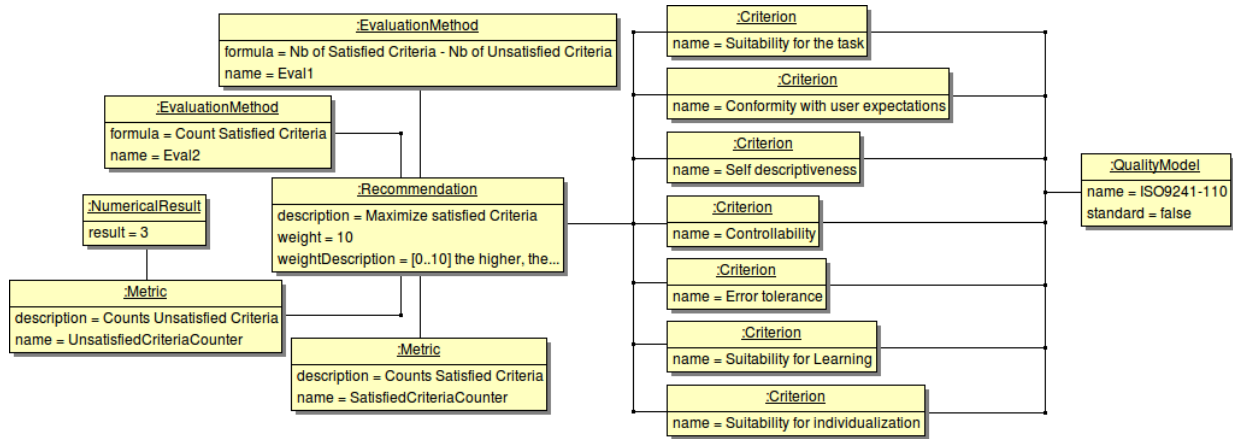 :EvaluationMethod
formula = Nb of Satisfied Criteria - Nb of Unsatisfied Criteria
name = Eval1
:EvaluationMethod
formula = Count Satisfied Criteria
name = Eval2
:Recommendation
description = Maximize satisfied Criteria
weight = 10
weightDescription = [0..10] the higher, the...
:NumericalResult
result = 3
:Metric
description = Counts Unsatisfied Criteria
name = UnsatisfiedCriteriaCounter
:Metric
description = Counts Satisfied Criteria
name = SatisfiedCriteriaCounter
:Criterion
name = Suitability for the task
:Criterion
name = Conformity with user expectations
:Criterion
name = Self descriptiveness
:Criterion
name = Controllability
:Criterion
name = Error tolerance
:Criterion
name = Suitability for Learning
:Criterion
name = Suitability for individualization
:QualityModel
name = ISO9241-110
standard = false